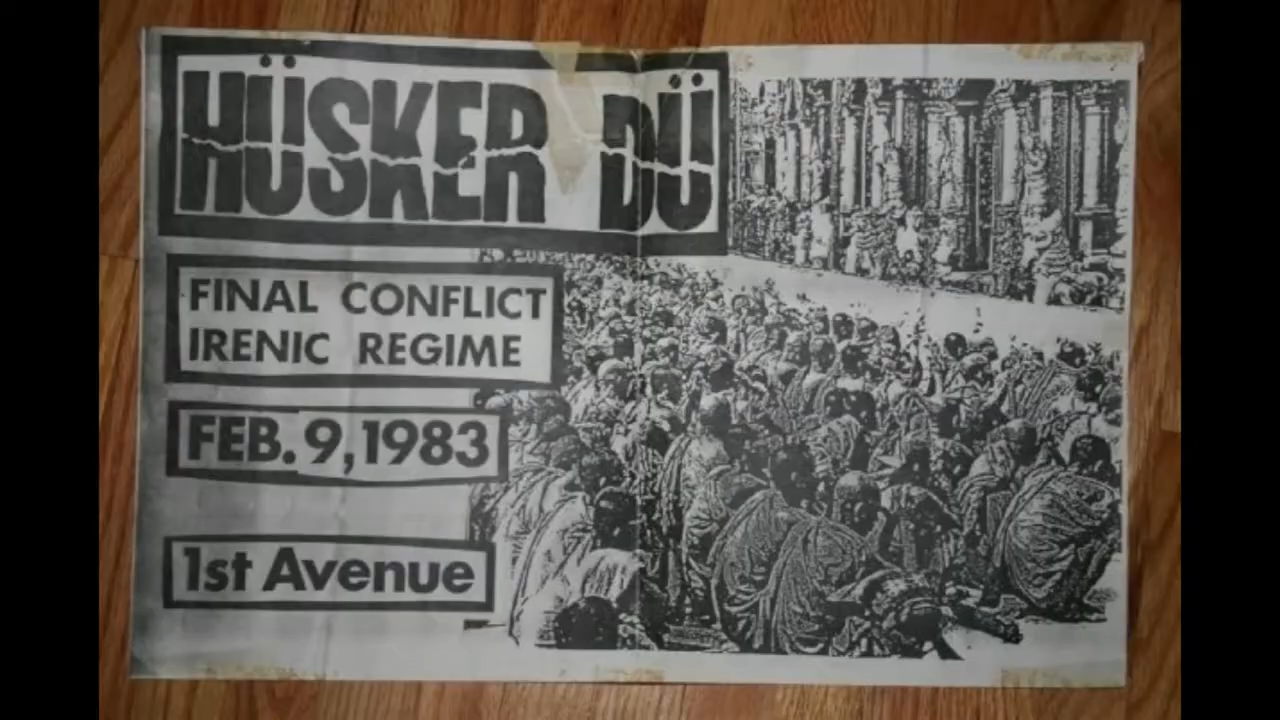 HÜSKER DÜ
FINAL CONFLICT
IRENIC REGIME
FEB. 9, 1983
1st Avenue